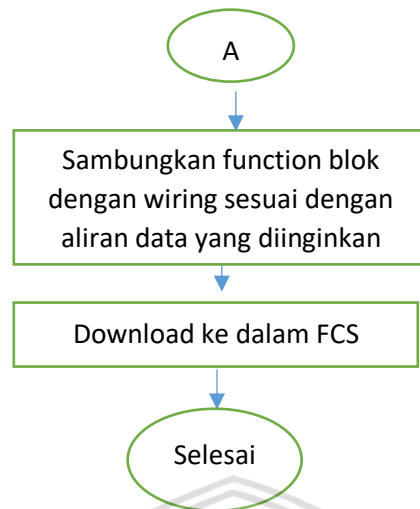 A
Sambungkan function blok
dengan wiring sesuai dengan
aliran data yang diinginkan
Download ke dalam FCS
Selesai